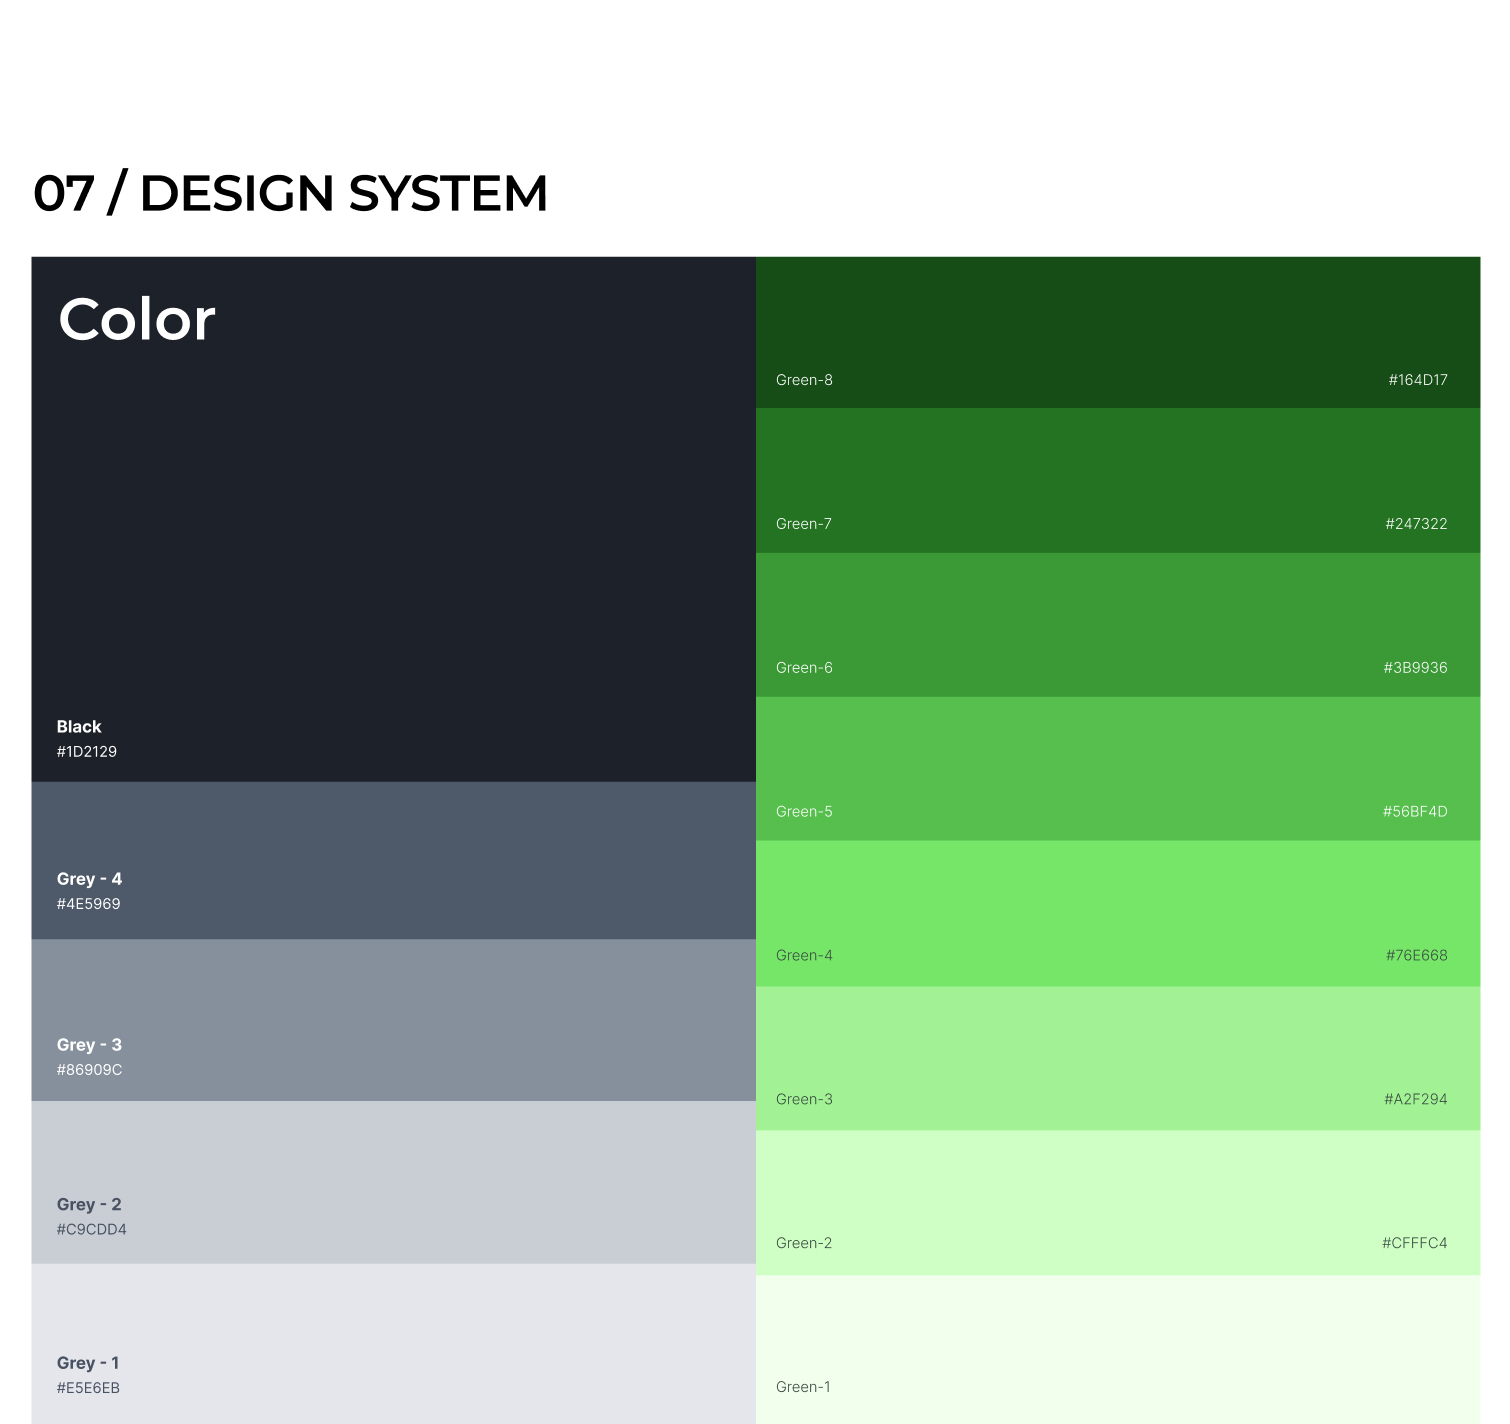 07 / DESIGN SYSTEM
Color
Black
#1D2129
Grey - 4
#4E5969
Grey - 3
#86909C
Grey - 2
#C9CDD4
Grey - 1
#E5E6EB
Green-8 #164D17
Green-7 #247322
Green-6 #3B9936
Green-5 #56BF4D
Green-4 #76E668
Green-3 #A2F294
Green-2 #CFFFC4
Green-1